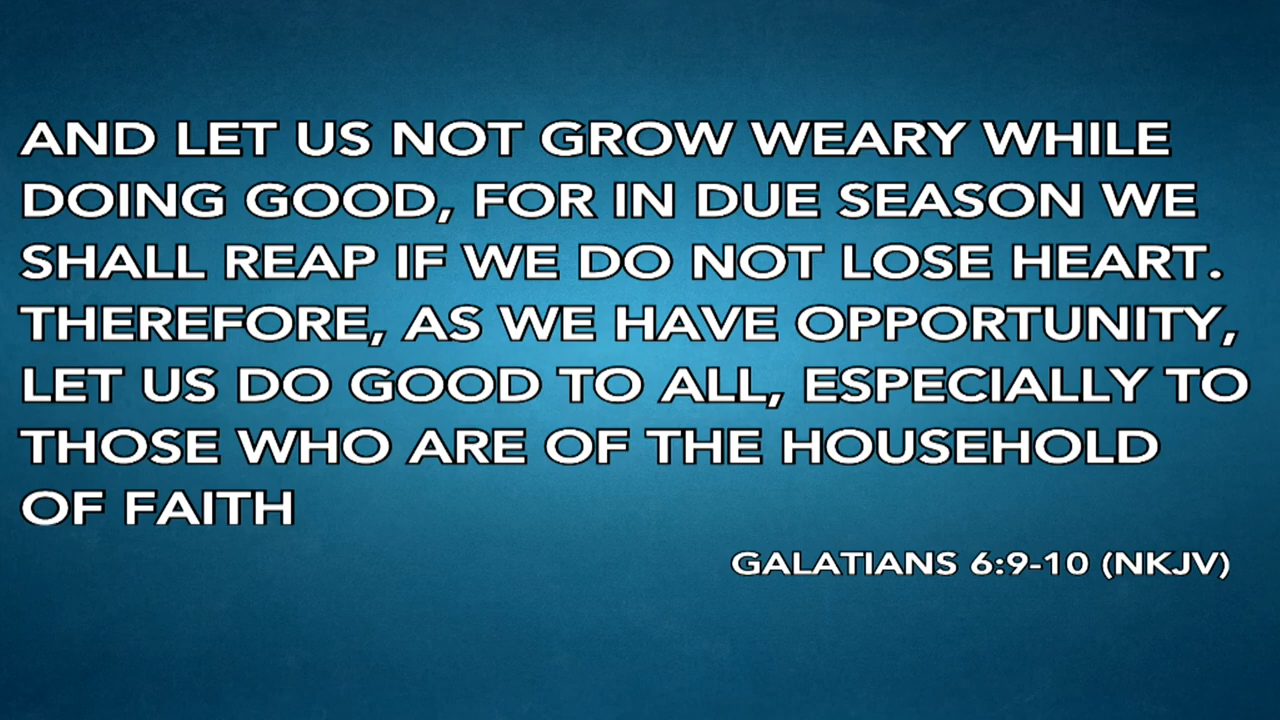 AND LET US NOT GROW WEARY WHILE
DOING GOOD, FOR IN DUE SEASON WE
SHALL REAP IF WE DO NOT LOSE HEART.
THEREFORE, AS WE HAVE OPPORTUNITY,
LET US DO GOOD TO ALL, ESPECIALLY TO
THOSE WHO ARE OF THE HOUSEHOLD
OF FAITH
GALATIANS 6:9-10 (NKJV)